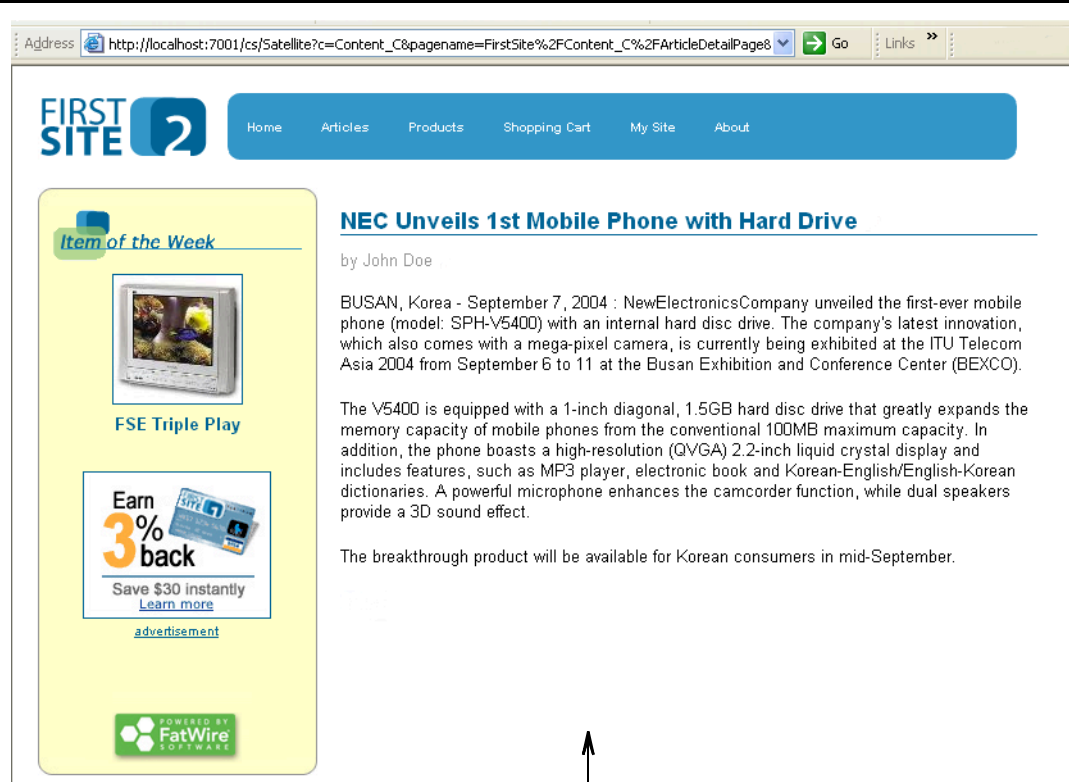 Address http://localhost:7001/cs/Satellite?c=Content_C&pagename=FirstSite%2FContent_C%2FArticleDetailPage& Go Links »
FIRST
SITE 2
Home Articles Products Shopping Cart My Site About
Item of the Week
FSE Triple Play
Earn
3%
back
FIRST
SITE
VISA
Save $30 instantly
Learn more
advertisement
POWERED BY
FatWire
SOFTWARE
NEC Unveils 1st Mobile Phone with Hard Drive
by John Doe
BUSAN, Korea - September 7, 2004 : NewElectronicsCompany unveiled the first-ever mobile
phone (model: SPH-V5400) with an internal hard disc drive. The company's latest innovation,
which also comes with a mega-pixel camera, is currently being exhibited at the ITU Telecom
Asia 2004 from September 6 to 11 at the Busan Exhibition and Conference Center (BEXCO).
The V5400 is equipped with a 1-inch diagonal, 1.5GB hard disc drive that greatly expands the
memory capacity of mobile phones from the conventional 100MB maximum capacity. In
addition, the phone boasts a high-resolution (QVGA) 2.2-inch liquid crystal display and
includes features, such as MP3 player, electronic book and Korean-English/English-Korean
dictionaries. A powerful microphone enhances the camcorder function, while dual speakers
provide a 3D sound effect.
The breakthrough product will be available for Korean consumers in mid-September.